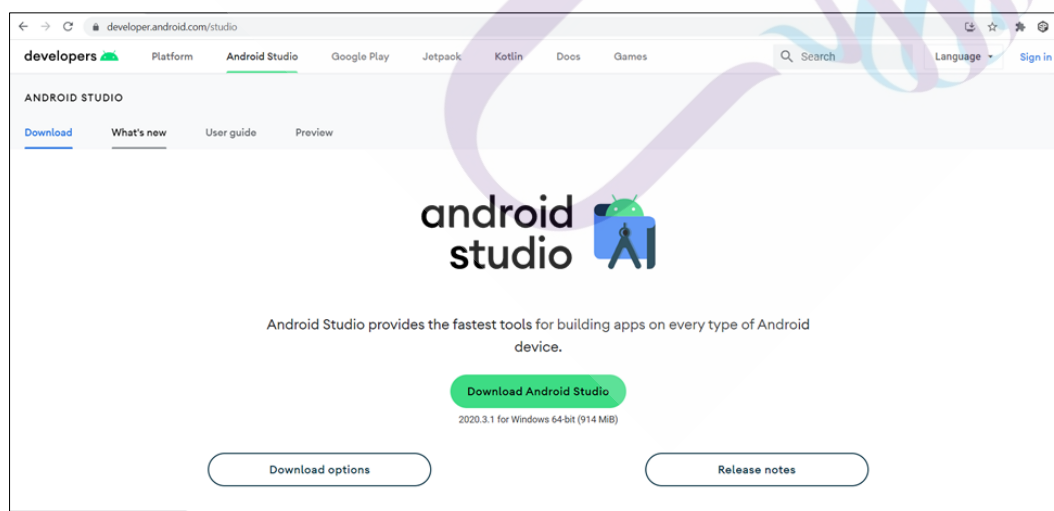 developer.android.com/studio
developers Platform Android Studio Google Play Jetpack Kotlin Docs Games Search Language Sign in
ANDROID STUDIO
Download What's new User guide Preview
android
studio
Android Studio provides the fastest tools for building apps on every type of Android
device.
Download Android Studio
2020.3.1 for Windows 64-bit (914 MiB)
Download options Release notes